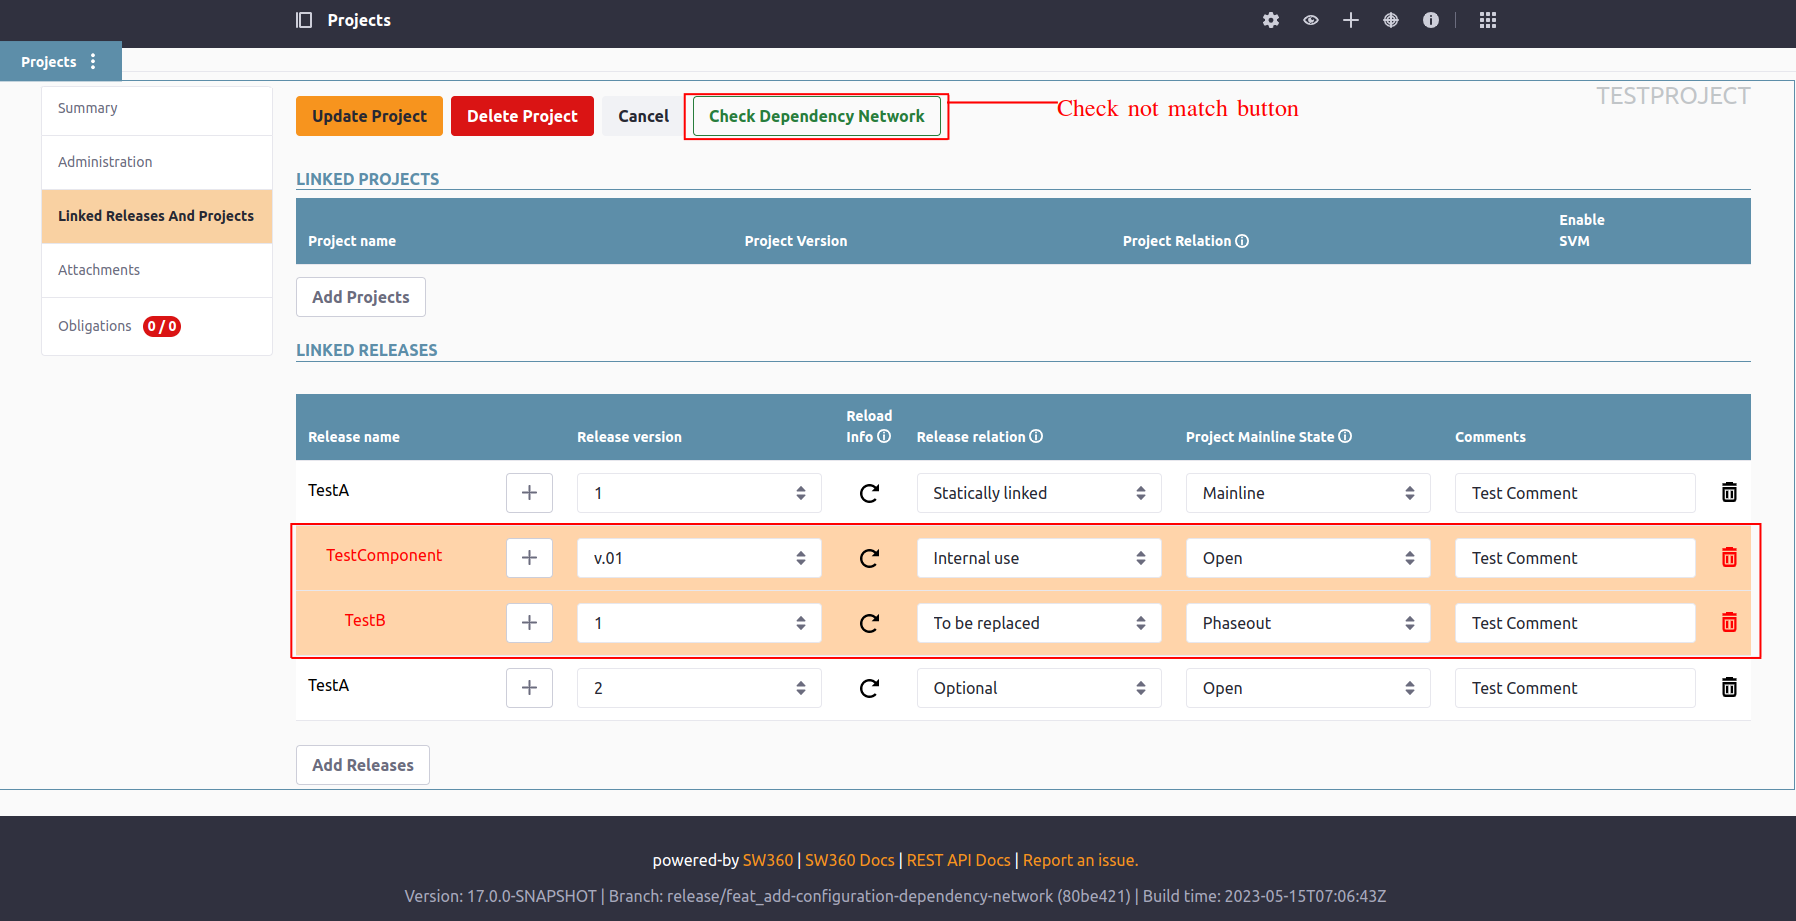 Projects
Projects
TESTPROJECT
Summary
Administration
Linked Releases And Projects
Attachments
Obligations 0 / 0
Update Project Delete Project Cancel Check Dependency Network Check not match button
LINKED PROJECTS
Project name Project Version Project Relation Enable SVM
Add Projects
LINKED RELEASES
Release name Release version Reload Info Release relation Project Mainline State Comments
TestA 1 Statically linked Mainline Test Comment
TestComponent v.01 Internal use Open Test Comment
TestB 1 To be replaced Phaseout Test Comment
TestA 2 Optional Open Test Comment
Add Releases
powered-by SW360 | SW360 Docs | REST API Docs | Report an issue.
Version: 17.0.0-SNAPSHOT | Branch: release/feat_add-configuration-dependency-network (80be421) | Build time: 2023-05-15T07:06:43Z